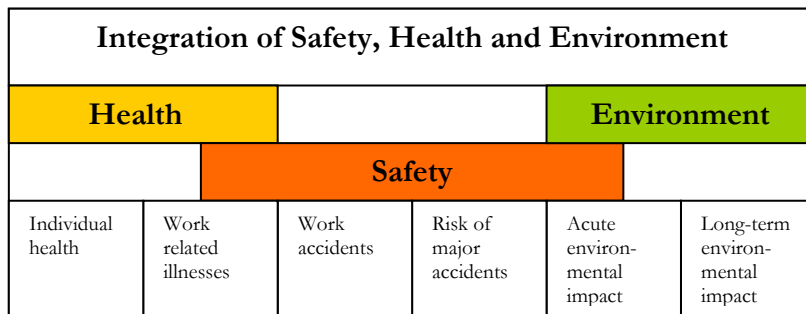 Integration of Safety, Health and Environment
Health
Environment
Safety
Individual
health
Work
related
illnesses
Work
accidents
Risk of
major
accidents
Acute
environ-
mental
impact
Long-term
environ-
mental
impact